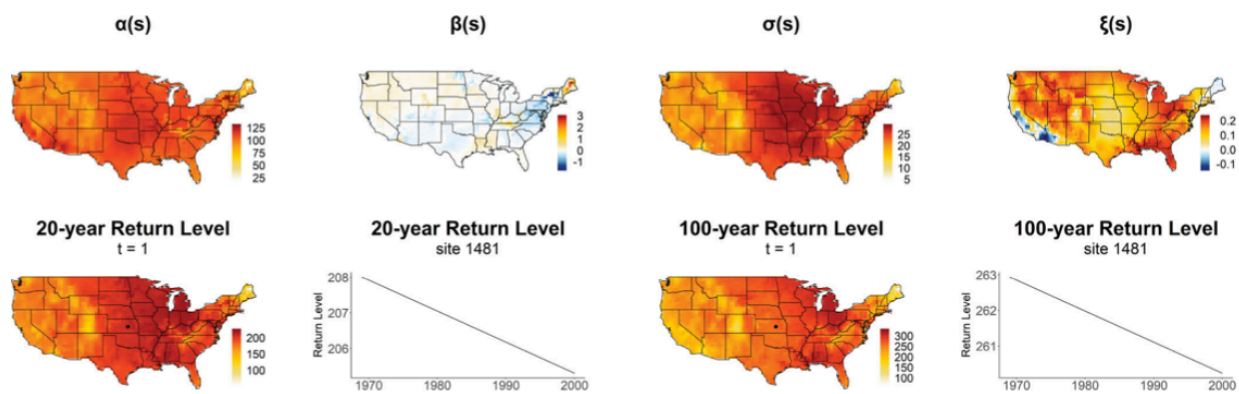 α(s)
125
100
75
50
25
β(s)
3
2
1
0
-1
σ(s)
25
20
15
10
5
ξ(s)
0.2
0.1
0.0
-0.1
20-year Return Level
t = 1
200
150
100
20-year Return Level
site 1481
Return Level
208
207
206
1970
1980
1990
2000
100-year Return Level
t = 1
300
250
200
150
100
100-year Return Level
site 1481
Return Level
263
262
261
1970
1980
1990
2000